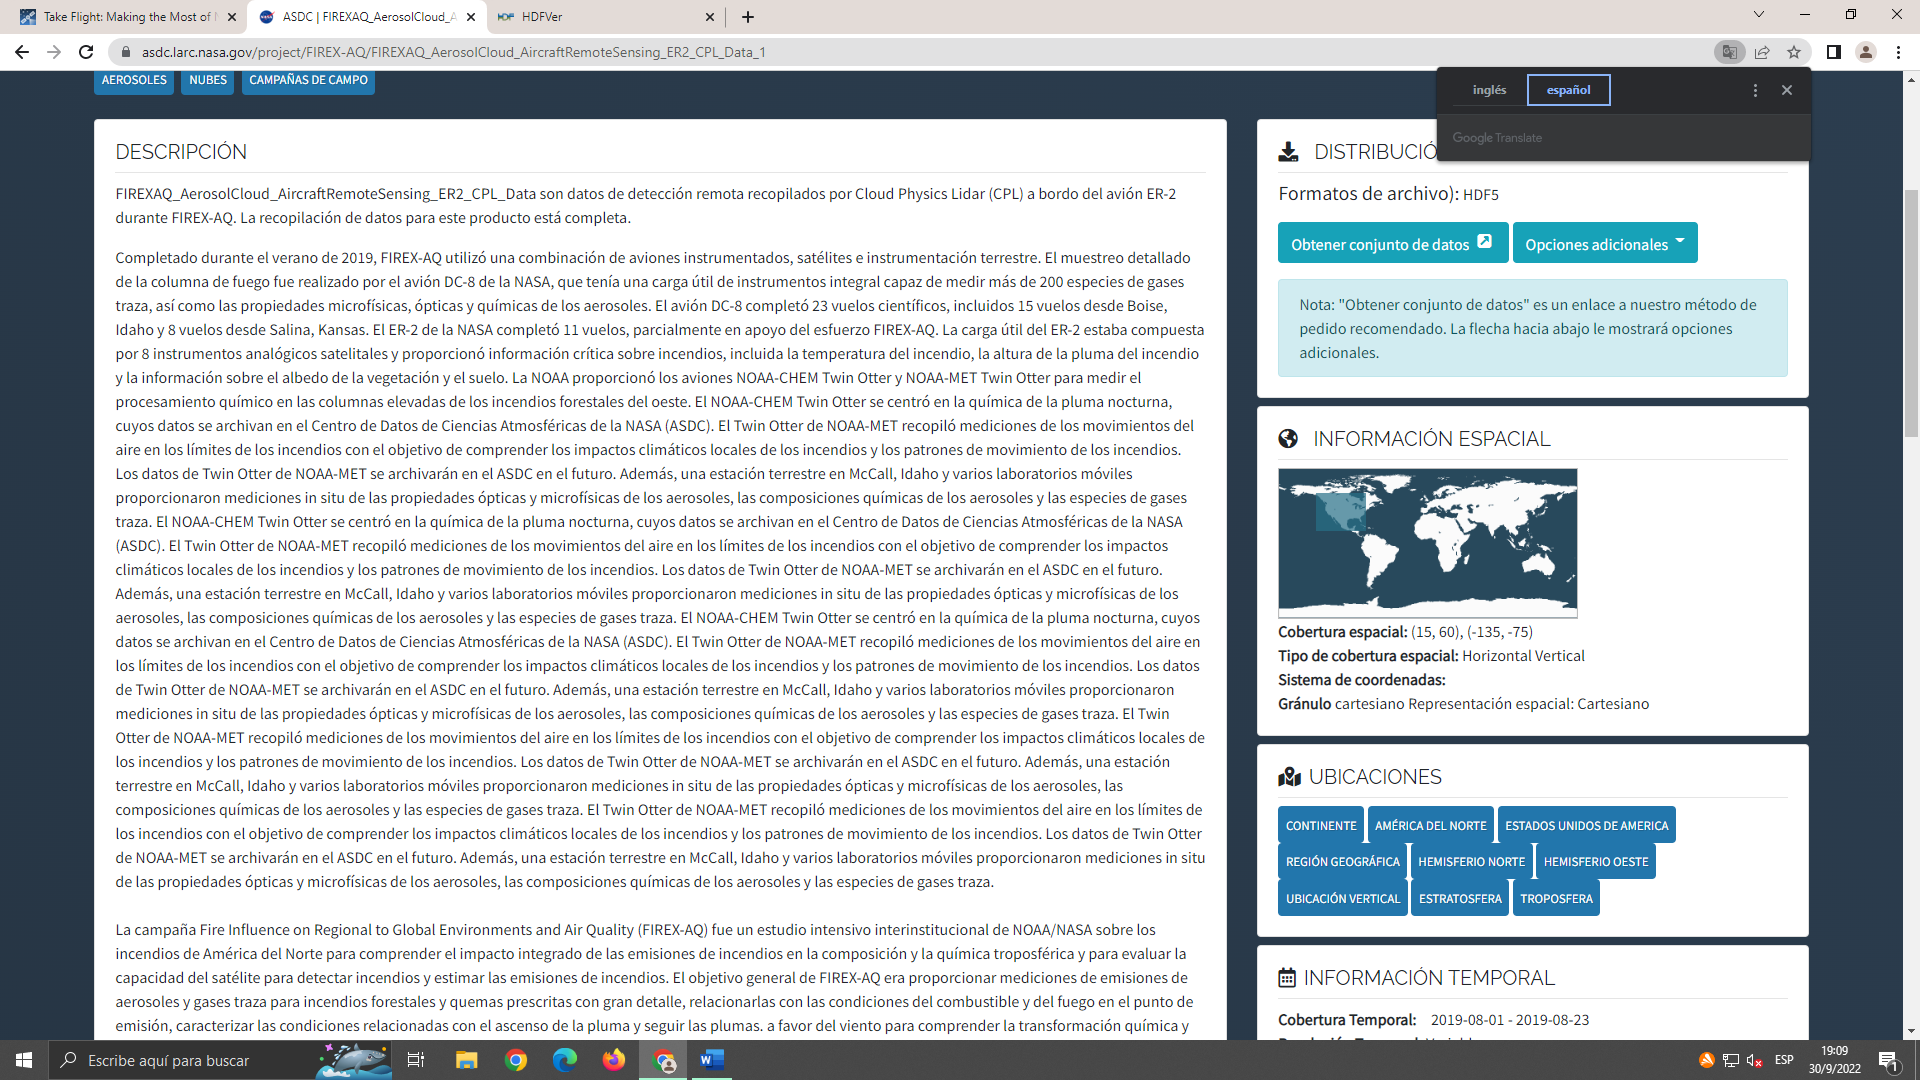 Take Flight: Making the Most of N
ASDC | FIREXAQ_AerosolCloud_A
HDFVer
asdc.larc.nasa.gov/project/FIREX-AQ/FIREXAQ_AerosolCloud_AircraftRemoteSensing_ER2_CPL_Data_1
inglés
español
Google Translate
AEROSOLES
NUBES
CAMPAÑAS DE CAMPO
DESCRIPCIÓN
FIREXAQ_AerosolCloud_AircraftRemoteSensing_ER2_CPL_Data son datos de detección remota recopilados por Cloud Physics Lidar (CPL) a bordo del avión ER-2
durante FIREX-AQ. La recopilación de datos para este producto está completa.
Completado durante el verano de 2019, FIREX-AQ utilizó una combinación de aviones instrumentados, satélites e instrumentación terrestre. El muestreo detallado
de la columna de fuego fue realizado por el avión DC-8 de la NASA, que tenía una carga útil de instrumentos integral capaz de medir más de 200 especies de gases
traza, así como las propiedades microfísicas, ópticas y químicas de los aerosoles. El avión DC-8 completó 23 vuelos científicos, incluidos 15 vuelos desde Boise,
Idaho y 8 vuelos desde Salina, Kansas. El ER-2 de la NASA completó 11 vuelos, parcialmente en apoyo del esfuerzo FIREX-AQ. La carga útil del ER-2 estaba compuesta
por 8 instrumentos analógicos satelitales y proporcionó información crítica sobre incendios, incluida la temperatura del incendio, la altura de la pluma del incendio
y la información sobre el albedo de la vegetación y el suelo. La NOAA proporcionó los aviones NOAA-CHEM Twin Otter y NOAA-MET Twin Otter para medir el
procesamiento químico en las columnas elevadas de los incendios forestales del oeste. El NOAA-CHEM Twin Otter se centró en la química de la pluma nocturna,
cuyos datos se archivan en el Centro de Datos de Ciencias Atmosféricas de la NASA (ASDC). El Twin Otter de NOAA-MET recopiló mediciones de los movimientos del
aire en los límites de los incendios con el objetivo de comprender los impactos climáticos locales de los incendios y los patrones de movimiento de los incendios.
Los datos de Twin Otter de NOAA-MET se archivarán en el ASDC en el futuro. Además, una estación terrestre en McCall, Idaho y varios laboratorios móviles
proporcionaron mediciones in situ de las propiedades ópticas y microfísicas de los aerosoles, las composiciones químicas de los aerosoles y las especies de gases
traza. El NOAA-CHEM Twin Otter se centró en la química de la pluma nocturna, cuyos datos se archivan en el Centro de Datos de Ciencias Atmosféricas de la NASA
(ASDC). El Twin Otter de NOAA-MET recopiló mediciones de los movimientos del aire en los límites de los incendios con el objetivo de comprender los impactos
climáticos locales de los incendios y los patrones de movimiento de los incendios. Los datos de Twin Otter de NOAA-MET se archivarán en el ASDC en el futuro.
Además, una estación terrestre en McCall, Idaho y varios laboratorios móviles proporcionaron mediciones in situ de las propiedades ópticas y microfísicas de los
aerosoles, las composiciones químicas de los aerosoles y las especies de gases traza. El NOAA-CHEM Twin Otter se centró en la química de la pluma nocturna, cuyos
datos se archivan en el Centro de Datos de Ciencias Atmosféricas de la NASA (ASDC). El Twin Otter de NOAA-MET recopiló mediciones de los movimientos del aire en
los límites de los incendios con el objetivo de comprender los impactos climáticos locales de los incendios y los patrones de movimiento de los incendios. Los datos
de Twin Otter de NOAA-MET se archivarán en el ASDC en el futuro. Además, una estación terrestre en McCall, Idaho y varios laboratorios móviles proporcionaron
mediciones in situ de las propiedades ópticas y microfísicas de los aerosoles, las composiciones químicas de los aerosoles y las especies de gases traza. El Twin
Otter de NOAA-MET recopiló mediciones de los movimientos del aire en los límites de los incendios con el objetivo de comprender los impactos climáticos locales de
los incendios y los patrones de movimiento de los incendios. Los datos de Twin Otter de NOAA-MET se archivarán en el ASDC en el futuro. Además, una estación
terrestre en McCall, Idaho y varios laboratorios móviles proporcionaron mediciones in situ de las propiedades ópticas y microfísicas de los aerosoles, las
composiciones químicas de los aerosoles y las especies de gases traza. El Twin Otter de NOAA-MET recopiló mediciones de los movimientos del aire en los límites de
los incendios con el objetivo de comprender los impactos climáticos locales de los incendios y los patrones de movimiento de los incendios. Los datos de Twin Otter
de NOAA-MET se archivarán en el ASDC en el futuro. Además, una estación terrestre en McCall, Idaho y varios laboratorios móviles proporcionaron mediciones in situ
de las propiedades ópticas y microfísicas de los aerosoles, las composiciones químicas de los aerosoles y las especies de gases traza.
La campaña Fire Influence on Regional to Global Environments and Air Quality (FIREX-AQ) fue un estudio intensivo interinstitucional de NOAA/NASA sobre los
incendios de América del Norte para comprender el impacto integrado de las emisiones de incendios en la composición y la química troposférica y para evaluar la
capacidad del satélite para detectar incendios y estimar las emisiones de incendios. El objetivo general de FIREX-AQ era proporcionar mediciones de emisiones de
aerosoles y gases traza para incendios forestales y quemas prescritas con gran detalle, relacionarlas con las condiciones del combustible y del fuego en el punto de
emisión, caracterizar las condiciones relacionadas con el ascenso de la pluma y seguir las plumas. a favor del viento para comprender la transformación química y
DISTRIBUCIÓ
Formatos de archivo): HDF5
Obtener conjunto de datos
Opciones adicionales
Nota: "Obtener conjunto de datos" es un enlace a nuestro método de
pedido recomendado. La flecha hacia abajo le mostrará opciones
adicionales.
INFORMACIÓN ESPACIAL
Cobertura espacial: (15, 60), (-135, -75)
Tipo de cobertura espacial: Horizontal Vertical
Sistema de coordenadas:
Gránulo cartesiano Representación espacial: Cartesiano
UBICACIONES
CONTINENTE
AMÉRICA DEL NORTE
ESTADOS UNIDOS DE AMERICA
REGIÓN GEOGRÁFICA
HEMISFERIO NORTE
HEMISFERIO OESTE
UBICACIÓN VERTICAL
ESTRATOSFERA
TROPOSFERA
INFORMACIÓN TEMPORAL
Cobertura Temporal: 2019-08-01 - 2019-08-23
Escribe aquí para buscar
ESP
19:09
30/9/2022
1